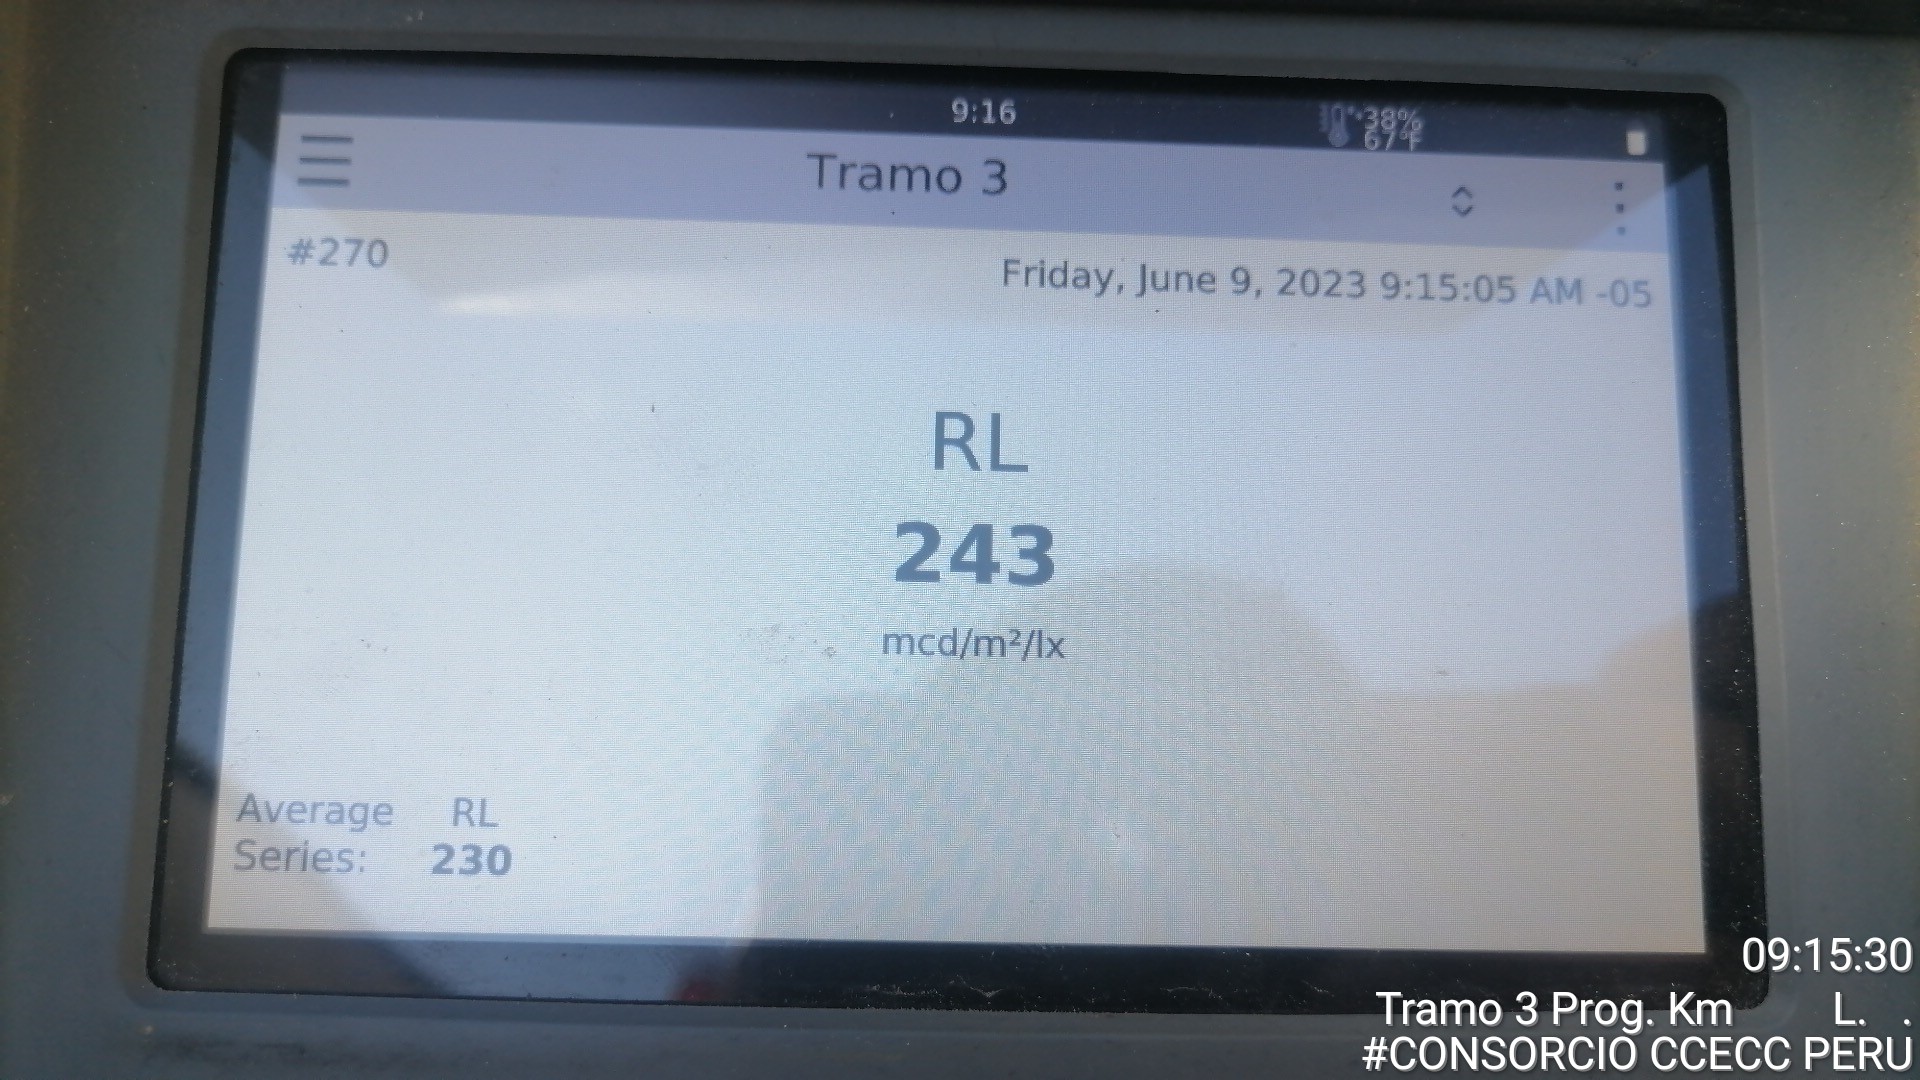 9:16
38%
67°F
Tramo 3
#270
Friday, June 9, 2023 9:15:05 AM -05
RL
243
mcd/m²/lx
Average RL
Series: 230
09:15:30
Tramo 3 Prog. Km L. .
#CONSORCIO CCECC PERU